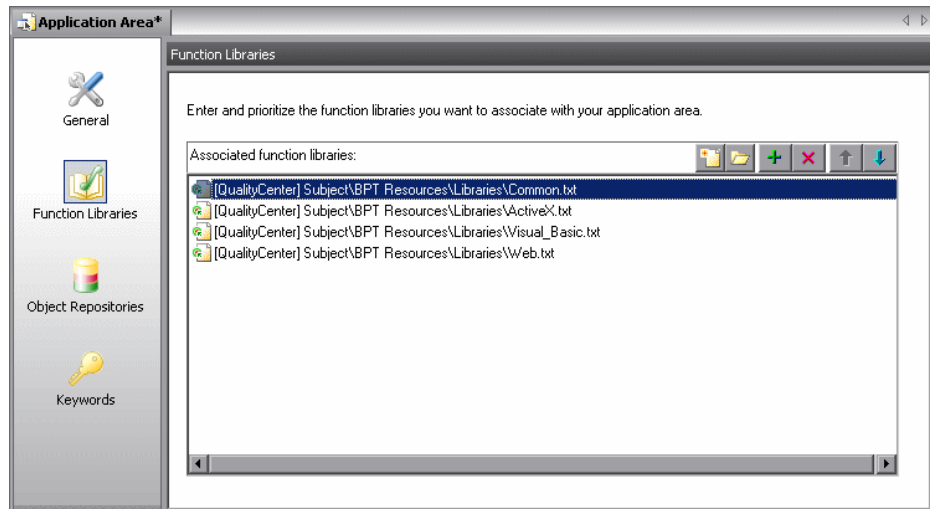 Application Area*
Function Libraries
General
Enter and prioritize the function libraries you want to associate with your application area.
Associated function libraries:
[QualityCenter] Subject\BPT Resources\Libraries\Common.txt
[QualityCenter] Subject\BPT Resources\Libraries\ActiveX.txt
[QualityCenter] Subject\BPT Resources\Libraries\Visual_Basic.txt
[QualityCenter] Subject\BPT Resources\Libraries\Web.txt
Function Libraries
Object Repositories
Keywords